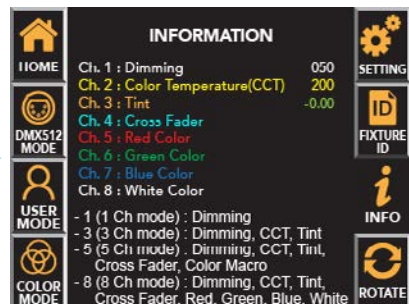 INFORMATION
HOME
DMX512
MODE
USER
MODE
COLOR
MODE
Ch. 1 : Dimming 050
Ch. 2 : Color Temperature(CCT) 200
Ch. 3 : Tint -0.00
Ch. 4 : Cross Fader
Ch. 5 : Red Color
Ch. 6 : Green Color
Ch. 7 : Blue Color
Ch. 8 : White Color
- 1 (1 Ch mode) : Dimming
- 3 (3 Ch mode) : Dimming, CCT, Tint
- 5 (5 Ch mode) : Dimming, CCT, Tint,
Cross Fader, Color Macro
- 8 (8 Ch mode) : Dimming, CCT, Tint,
Cross Fader, Red, Green, Blue, White
SETTING
ID
FIXTURE
ID
i
INFO
ROTATE